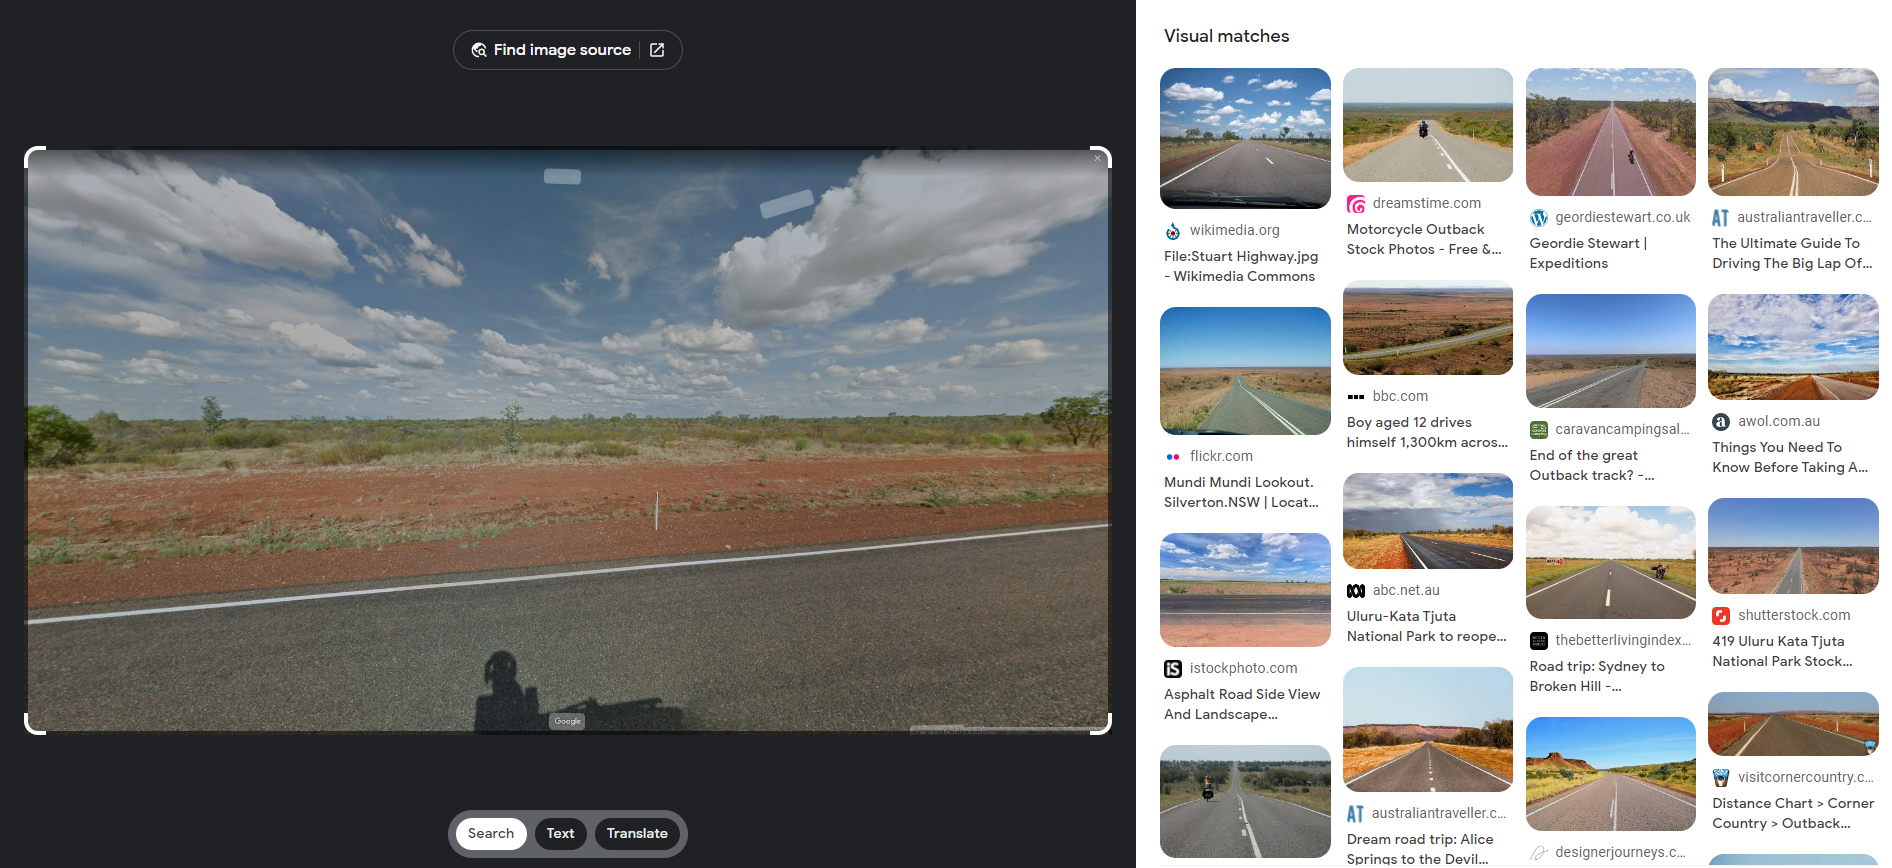 Find image source
Google
Search
Text
Translate
Visual matches
wikimedia.org
File:Stuart Highway.jpg
- Wikimedia Commons
flickr.com
Mundi Mundi Lookout.
Silverton.NSW | Locat...
istockphoto.com
Asphalt Road Side View
And Landscape...
dreamstime.com
Motorcycle Outback
Stock Photos - Free &...
bbc.com
Boy aged 12 drives
himself 1,300km acros...
abc.net.au
Uluru-Kata Tjuta
National Park to reope...
AT
australiantraveller.c...
Dream road trip: Alice
Springs to the Devil...
geordiestewart.co.uk
Geordie Stewart |
Expeditions
caravancampingsal...
End of the great
Outback track? -...
thebetterlivingindex...
Road trip: Sydney to
Broken Hill -...
designerjourneys.c...
AT
australiantraveller.c...
The Ultimate Guide To
Driving The Big Lap Of...
a
awol.com.au
Things You Need To
Know Before Taking A...
shutterstock.com
419 Uluru Kata Tjuta
National Park Stock...
visitcornercountry.c...
Distance Chart > Corner
Country > Outback...